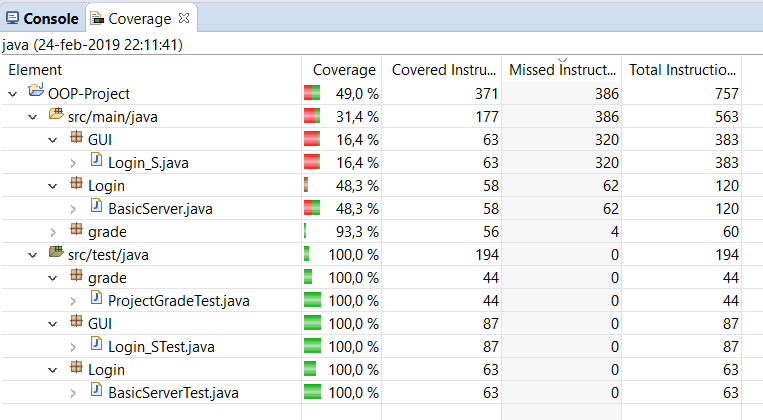 Console Coverage
java (24-feb-2019 22:11:41)
Element Coverage Covered Instru... Missed Instruct... Total Instructio...
OOP-Project 49,0 % 371 386 757
src/main/java 31,4 % 177 386 563
GUI 16,4 % 63 320 383
Login_S.java 16,4 % 63 320 383
Login 48,3 % 58 62 120
BasicServer.java 48,3 % 58 62 120
grade 93,3 % 56 4 60
src/test/java 100,0 % 194 0 194
grade 100,0 % 44 0 44
ProjectGradeTest.java 100,0 % 44 0 44
GUI 100,0 % 87 0 87
Login_STest.java 100,0 % 87 0 87
Login 100,0 % 63 0 63
BasicServerTest.java 100,0 % 63 0 63